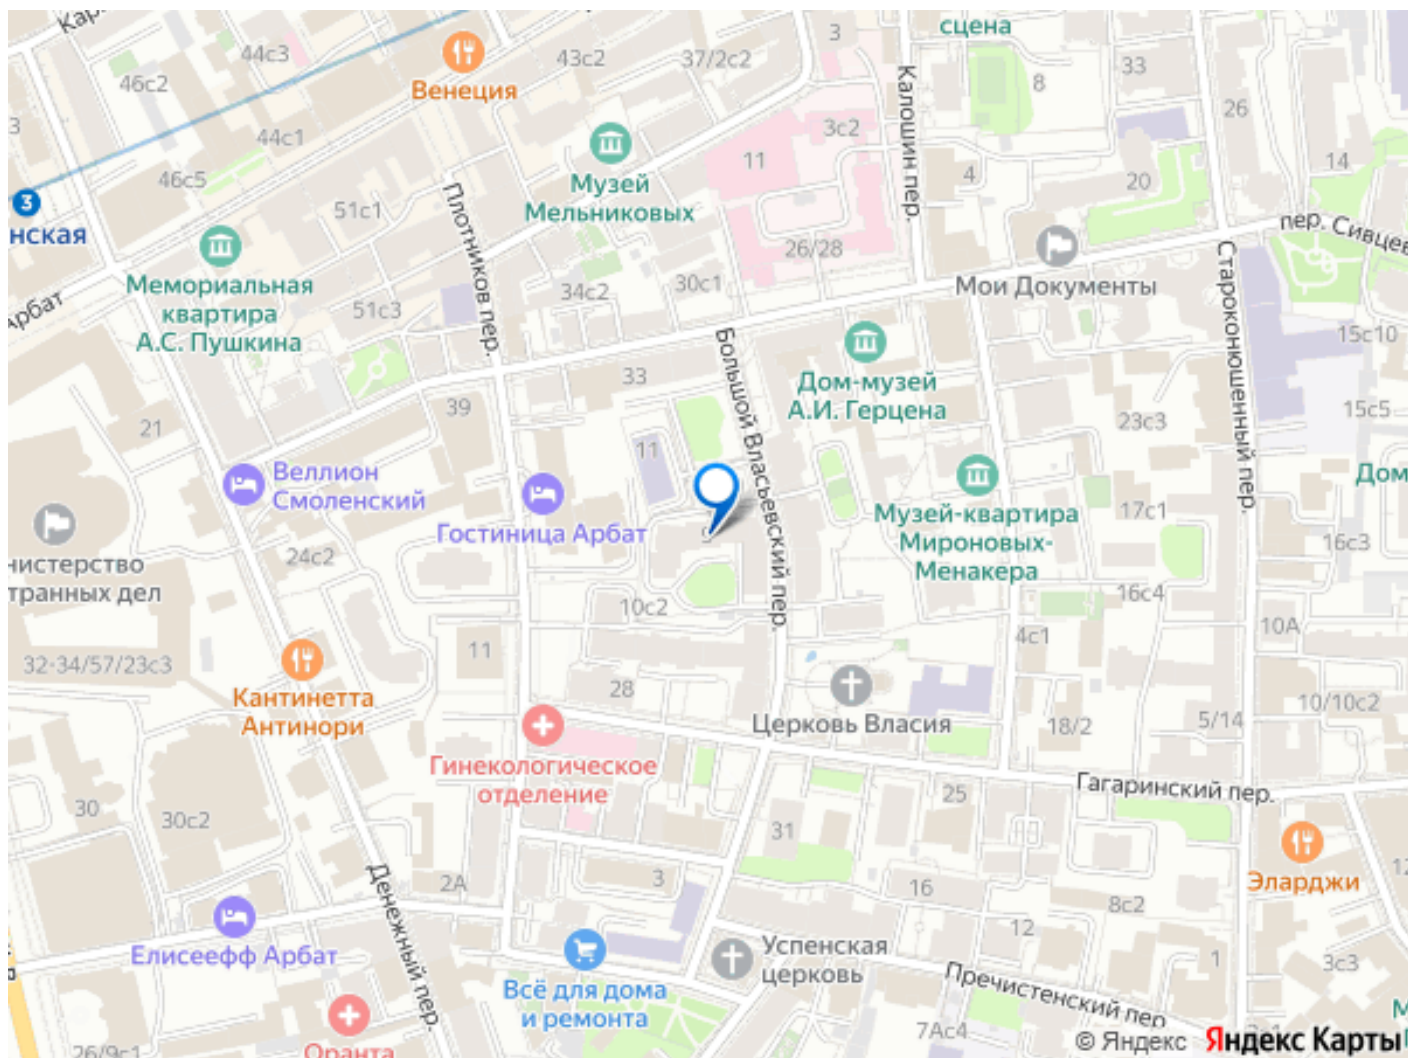 сцена
44с3
43с2
37/2с2
3
33
8
46с2
Венеция
26
44с1
3с2
Калошин пер.
11
14
46с5
Музей
Мельниковых
4
20
3
нская
51с1
Плотников пер.
26/28
пер. Сивцев
Мемориальная
квартира
А.С. Пушкина
34с2
30с1
Мои Документы
Арбат
51с3
Староконюшенный пер.
15с10
Большой Власьевский пер.
Дом-музей
А.И. Герцена
33
39
21
11
23с3
15с5
Веллион
Смоленский
Дом
Гостиница Арбат
Музей-квартира
Мироновых-
Менакера
17с1
16с3
24с2
нистерство
транных дел
10с2
16с4
4с1
10А
32-34/57/23с3
11
28
Кантинетта
Антинори
Церковь Власия
18/2
5/14
10/10с2
Гинекологическое
отделение
Гагаринский пер.
25
30
30с2
31
Денежный пер.
2А
3
16
8с2
Эларджи
12
Елисеефф Арбат
12
Успенская
церковь
1
3с3
Всё для дома
и ремонта
Пречистенский пер.
7Ас4
26/9с1
Оранта
© Яндекс Яндекс Карты